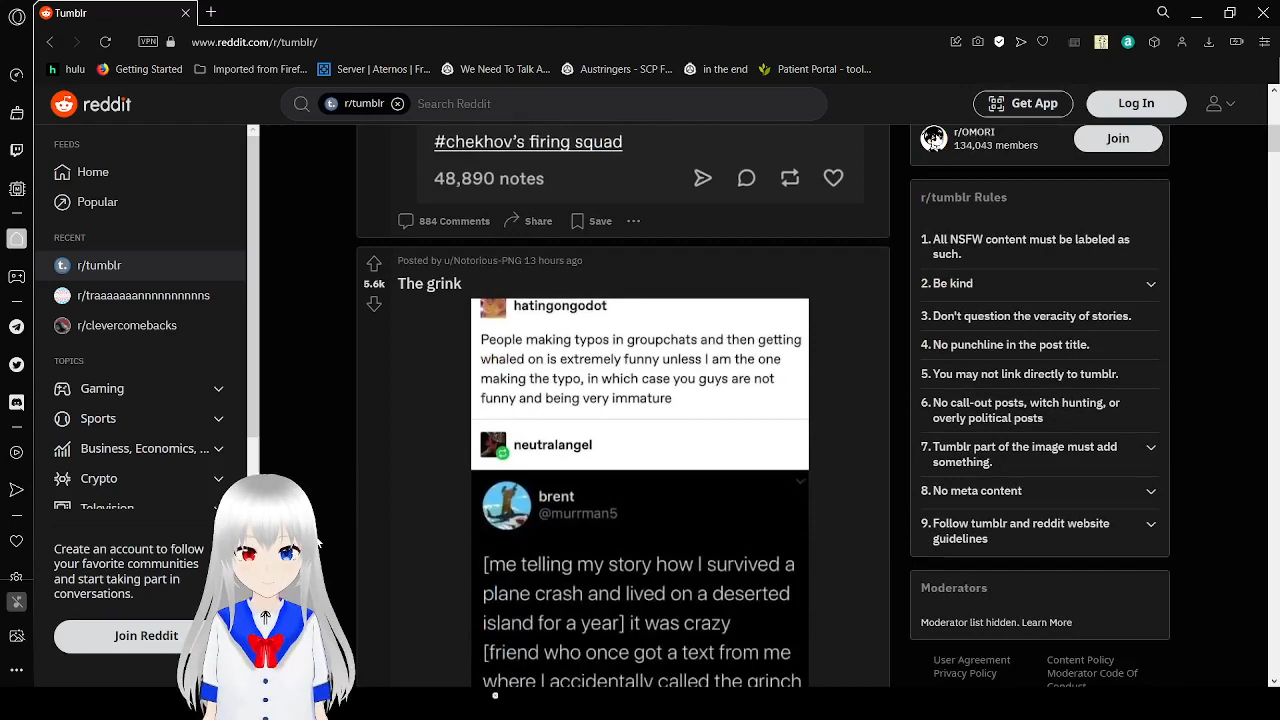 Tumblr
VPN
www.reddit.com/r/tumblr/
h hulu
Getting Started
Imported from Firef...
Server | Aternos | Fr...
We Need To Talk A...
Austringers - SCP F...
in the end
Patient Portal - tool...
reddit
r/tumblr
Search Reddit
Get App
Log In
FEEDS
Home
Popular
RECENT
r/tumblr
r/traaaaaaannnnnnnnns
r/clevercomebacks
TOPICS
Gaming
Sports
Business, Economics, ...
Crypto
Television
Create an account to follow
your favorite communities
and start taking part in
conversations.
Join Reddit
#chekhov's firing squad
48,890 notes
884 Comments
Share
Save
Posted by u/Notorious-PNG 13 hours ago
5.6k
The grink
hatingongodot
People making typos in groupchats and then getting
whaled on is extremely funny unless I am the one
making the typo, in which case you guys are not
funny and being very immature
neutralangel
brent
@murrman5
[me telling my story how I survived a
plane crash and lived on a deserted
island for a year] it was crazy
[friend who once got a text from me
where I accidentally called the grinch
r/OMORI
134,043 members
Join
r/tumblr Rules
1. All NSFW content must be labeled as
such.
2. Be kind
3. Don't question the veracity of stories.
4. No punchline in the post title.
5. You may not link directly to tumblr.
6. No call-out posts, witch hunting, or
overly political posts
7. Tumblr part of the image must add
something.
8. No meta content
9. Follow tumblr and reddit website
guidelines
Moderators
Moderator list hidden. Learn More
User Agreement
Privacy Policy
Content Policy
Moderator Code Of
Conduct